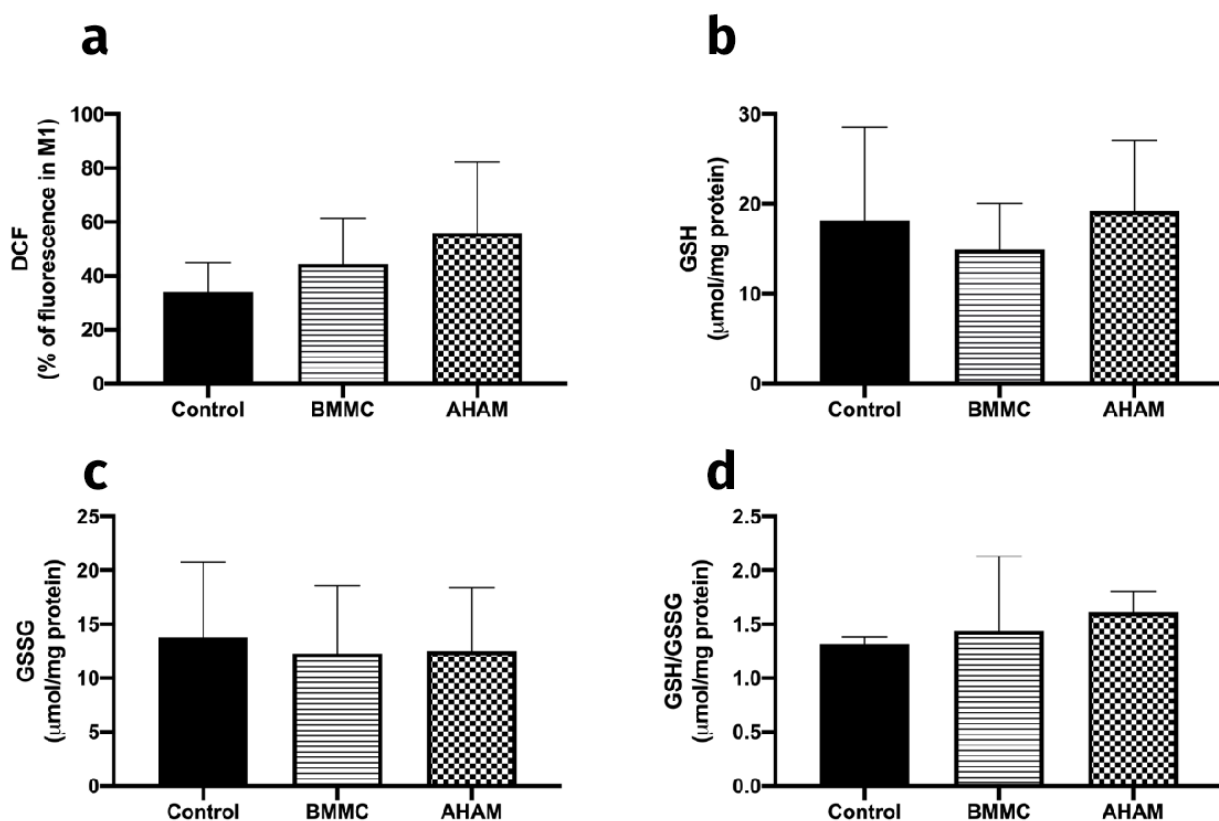 a
DCF
(% of fluorescence in M1)
100
80
60
40
20
0
Control BMMC AHAM
b
GSH
(μmol/mg protein)
30
20
10
0
Control BMMC AHAM
c
GSSG
(μmol/mg protein)
25
20
15
10
5
0
Control BMMC AHAM
d
GSH/GSSG
(μmol/mg protein)
2.5
2.0
1.5
1.0
0.5
0.0
Control BMMC AHAM